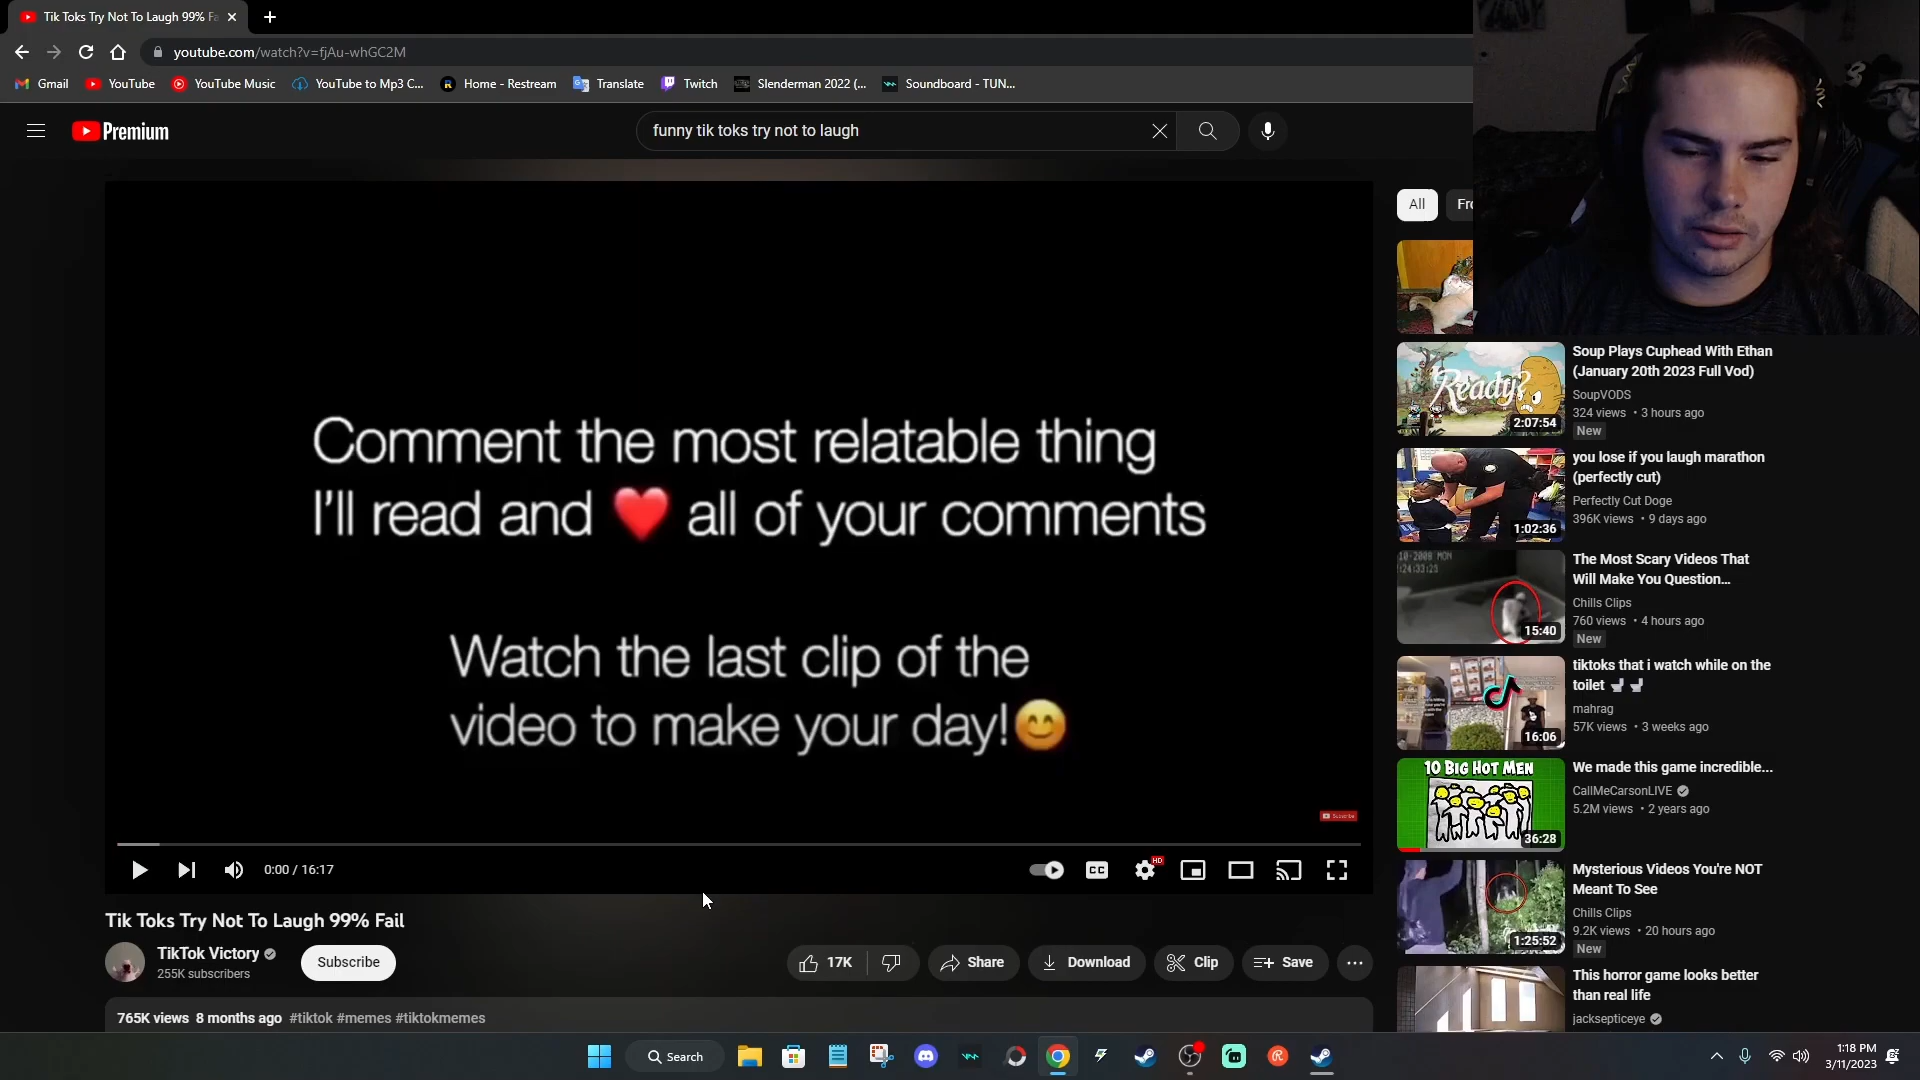 Tik Toks Try Not To Laugh 99% Fa
youtube.com/watch?v=fjAu-whGC2M
Gmail YouTube YouTube Music YouTube to Mp3 C... Home - Restream Translate Twitch Slenderman 2022 (... Soundboard - TUN...
Premium
funny tik toks try not to laugh
All Fro
Comment the most relatable thing
I'll read and ❤️ all of your comments
Watch the last clip of the
video to make your day!😊
Subscribe
0:00 / 16:17
CC
HD
Tik Toks Try Not To Laugh 99% Fail
TikTok Victory
255K subscribers
Subscribe
17K
Share
Download
Clip
Save
765K views 8 months ago #tiktok #memes #tiktokmemes
Ready?
2:07:54
Soup Plays Cuphead With Ethan
(January 20th 2023 Full Vod)
SoupVODS
324 views • 3 hours ago
New
1:02:36
you lose if you laugh marathon
(perfectly cut)
Perfectly Cut Doge
396K views • 9 days ago
15:40
The Most Scary Videos That
Will Make You Question...
Chills Clips
760 views • 4 hours ago
New
16:06
tiktoks that i watch while on the
toilet 🚽 🚽
mahrag
57K views • 3 weeks ago
10 BIG HOT MEN
36:28
We made this game incredible...
CallMeCarsonLIVE
5.2M views • 2 years ago
1:25:52
Mysterious Videos You're NOT
Meant To See
Chills Clips
9.2K views • 20 hours ago
New
This horror game looks better
than real life
jacksepticeye
Search
1:18 PM
3/11/2023